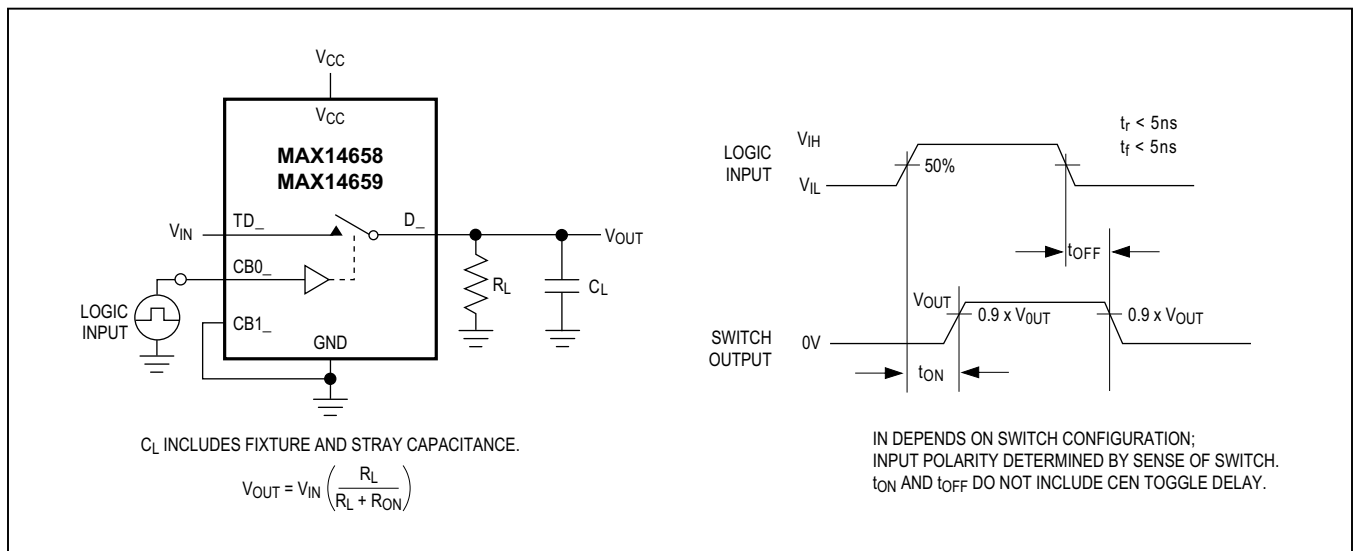 VCC
VCC
MAX14658
MAX14659
VIN
TD_
D_
VOUT
CB0_
RL
CL
LOGIC
INPUT
CB1_
GND
CL INCLUDES FIXTURE AND STRAY CAPACITANCE.
VOUT = VIN (RL / RL + RON)
LOGIC
INPUT
VIH
VIL
50%
tr < 5ns
tf < 5ns
tOFF
SWITCH
OUTPUT
VOUT
0V
0.9 x V0UT
0.9 x VOUT
tON
IN DEPENDS ON SWITCH CONFIGURATION;
INPUT POLARITY DETERMINED BY SENSE OF SWITCH.
tON AND tOFF DO NOT INCLUDE CEN TOGGLE DELAY.